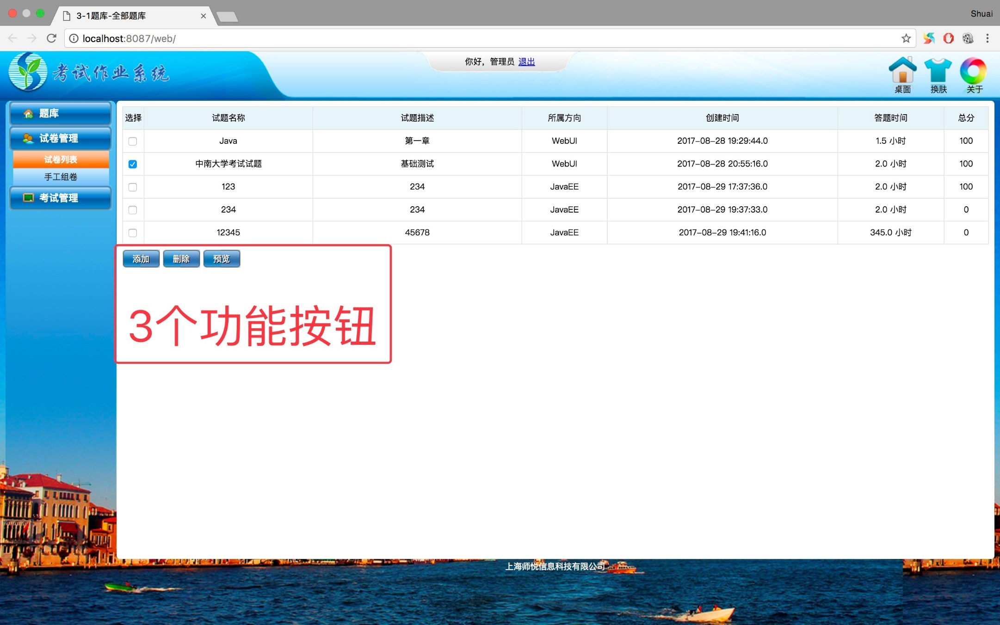 3-1题库-全部题库
Shuai
localhost:8087/web/
考试作业系统
你好，管理员 退出
桌面 换肤 关于
题库
试卷管理
试卷列表
手工组卷
考试管理
选择 试题名称 试题描述 所属方向 创建时间 答题时间 总分
Java 第一章 WebUI 2017-08-28 19:29:44.0 1.5 小时 100
中南大学考试试题 基础测试 WebUI 2017-08-28 20:55:16.0 2.0 小时 100
123 234 JavaEE 2017-08-29 17:37:36.0 2.0 小时 100
234 234 JavaEE 2017-08-29 19:37:33.0 2.0 小时 0
12345 45678 JavaEE 2017-08-29 19:41:16.0 345.0 小时 0
添加 删除 预览
3个功能按钮
上海师悦信息科技有限公司